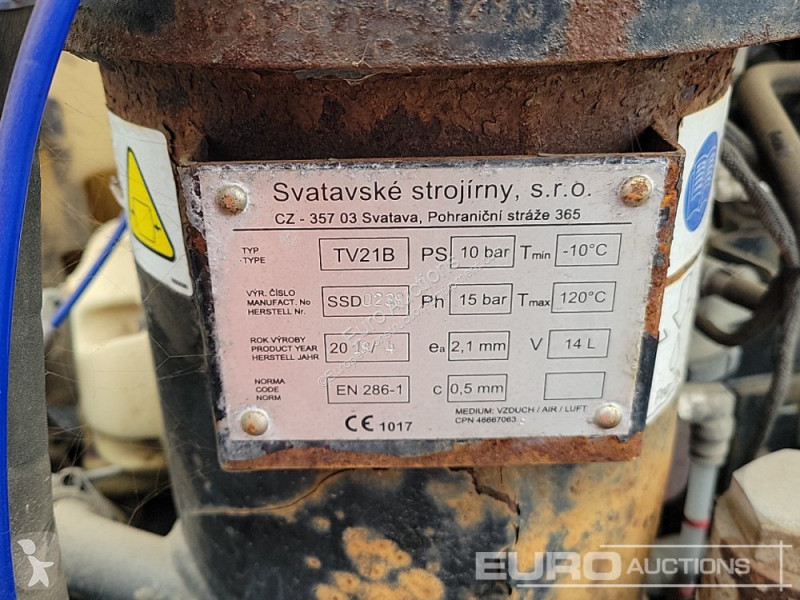 Svatavské strojírny, s.r.o.
CZ - 357 03 Svatava, Pohraniční stráže 365
TYP TV21B PS 10 bar Tmin -10°C
TYPE
VÝR. ČÍSLO SSD Ph 15 bar Tmax 120°C
MANUFACT. No
HERSTELL Nr.
ROK VÝROBY 20 ea 2,1 mm V 14 L
PRODUCT YEAR
HERSTELL JAHR
NORMA EN 286-1 c 0,5 mm
CODE
NORM
CE 1017
MEDIUM: VZDUCH / AIR / LUFT
CPN 46667063
EURO AUCTIONS